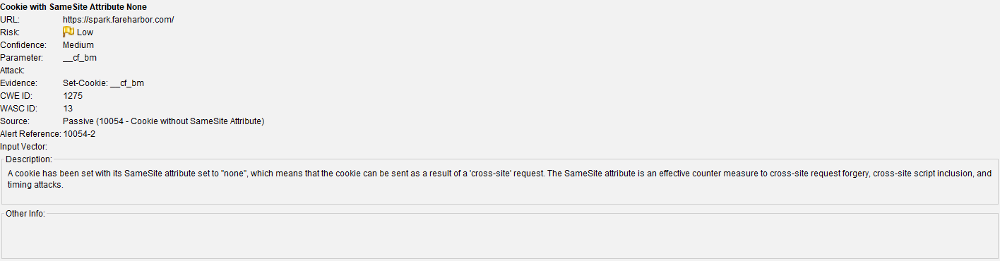 Cookie with SameSite Attribute None
URL: https://spark.fareharbor.com/
Risk: Low
Confidence: Medium
Parameter: __cf_bm
Attack:
Evidence: Set-Cookie: __cf_bm
CWE ID: 1275
WASC ID: 13
Source: Passive (10054 - Cookie without SameSite Attribute)
Alert Reference: 10054-2
Input Vector:
Description:
A cookie has been set with its SameSite attribute set to "none", which means that the cookie can be sent as a result of a 'cross-site' request. The SameSite attribute is an effective counter measure to cross-site request forgery, cross-site script inclusion, and
timing attacks.
Other Info: